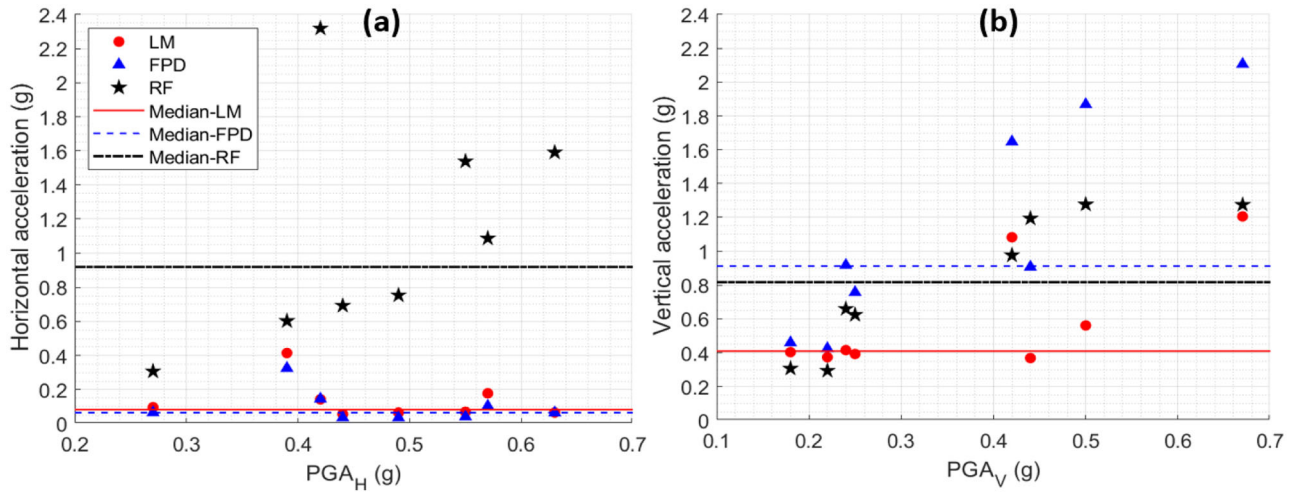 (a)
Horizontal acceleration (g)
2.4
2.2
2
1.8
1.6
1.4
1.2
1
0.8
0.6
0.4
0.2
0
LM
FPD
RF
Median-LM
Median-FPD
Median-RF
0.2 0.3 0.4 0.5 0.6 0.7
PGA_H (g)
(b)
Vertical acceleration (g)
2.4
2.2
2
1.8
1.6
1.4
1.2
1
0.8
0.6
0.4
0.2
0
0.1 0.2 0.3 0.4 0.5 0.6 0.7
PGA_V (g)